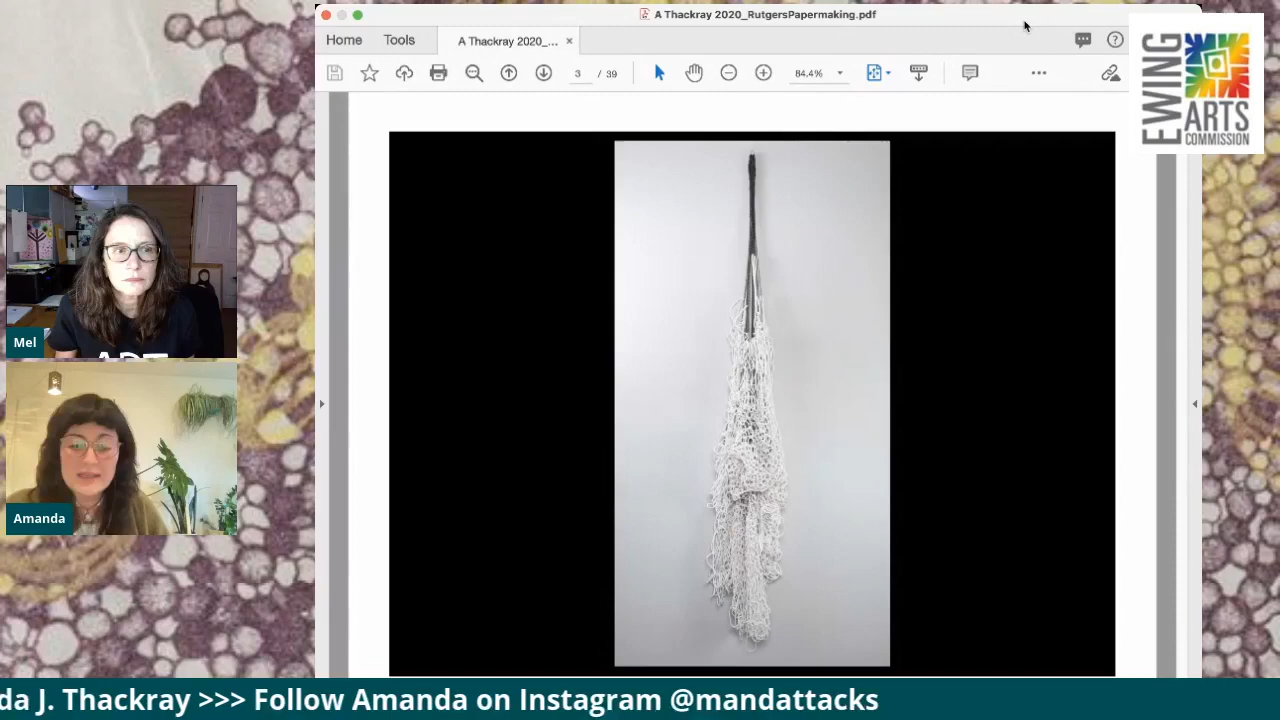 A Thackray 2020_RutgersPapermaking.pdf
Home
Tools
A Thackray 2020_...
3 / 39
84.4%
EWING
ARTS
COMMISSION
ART
Mel
Amanda
da J. Thackray >>> Follow Amanda on Instagram @mandattacks